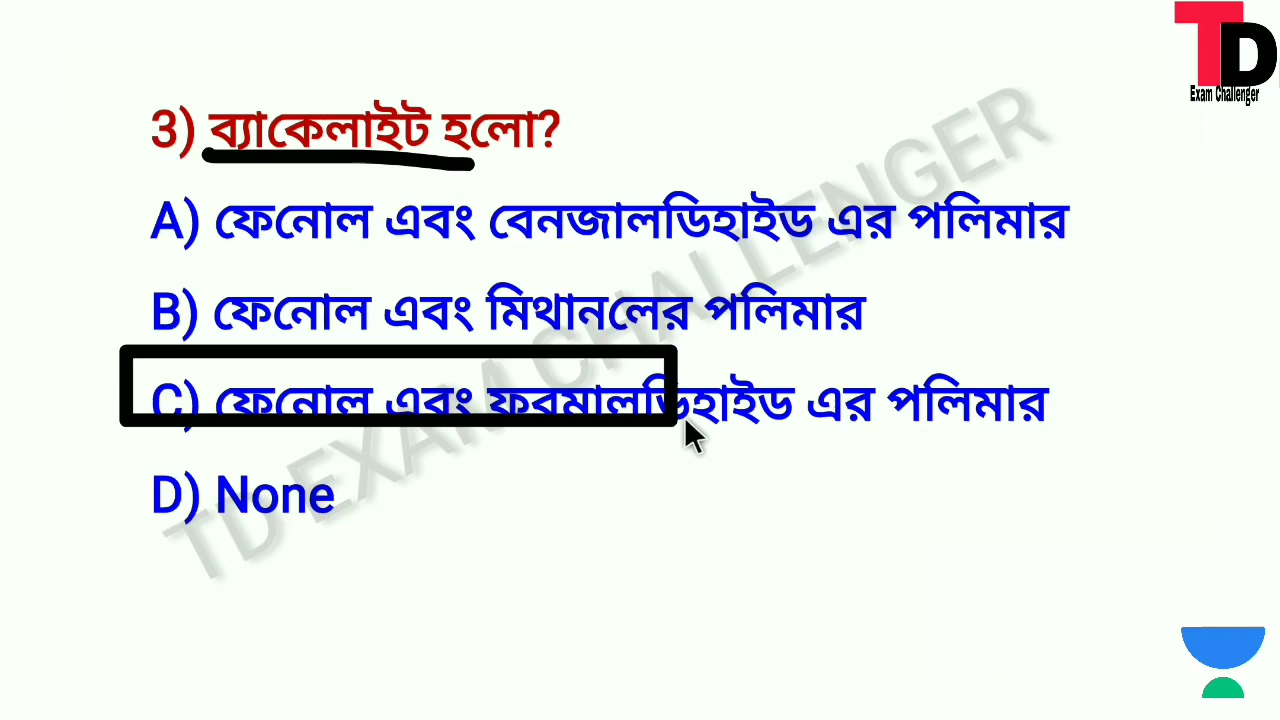 TD
Exam Challenger
3) ব্যাকেলাইট হলো?
A) ফেনোল এবং বেনজালডিহাইড এর পলিমার
B) ফেনোল এবং মিথানলের পলিমার
C) ফেনোল এবং ফরমালডিহাইড এর পলিমার
D) None
TD EXAM CHALLENGER